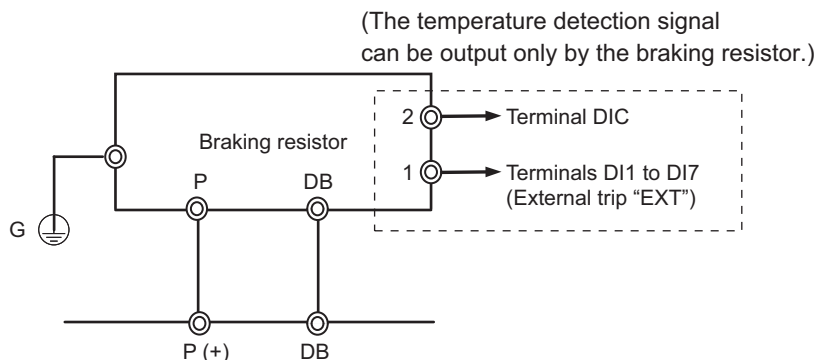 (The temperature detection signal
can be output only by the braking resistor.)
2
Terminal DIC
Braking resistor
1
Terminals DI1 to DI7
(External trip “EXT”)
P
DB
G
P (+)
DB